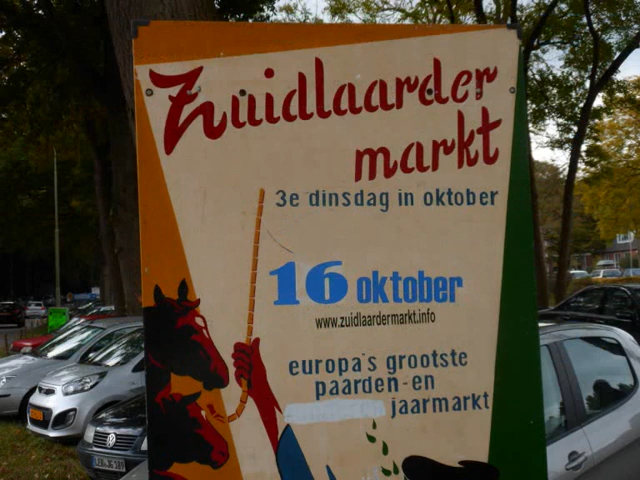 Zuidlaarder
markt
3e dinsdag in oktober
16 oktober
www.zuidlaardermarkt.info
europa's grootste
paarden-en
jaarmarkt